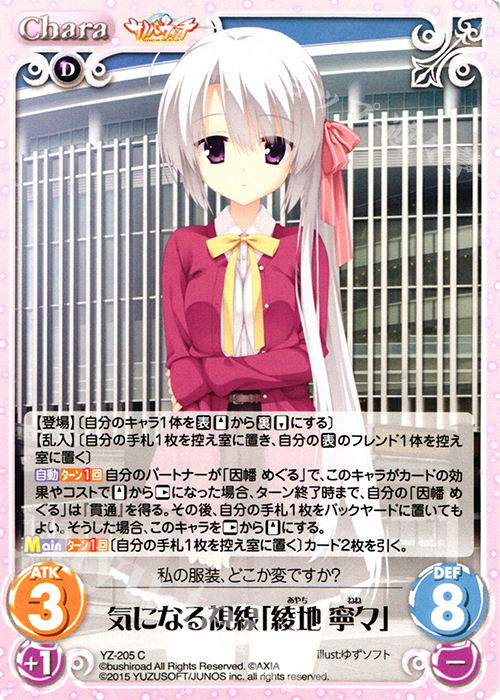 Chara
サノバウィッチ
D
【登場】〔自分のキャラ1体を表から裏にする〕
【乱入】〔自分の手札1枚を控え室に置き、自分の表のフレンド1体を控え
室に置く〕
自動 ターン1回 自分のパートナーが「因幡 めぐる」で、このキャラがカードの効
果やコストでからになった場合、ターン終了時まで、自分の「因幡 め
ぐる」は『貫通』を得る。その後、自分の手札1枚をバックヤードに置いても
よい。そうした場合、このキャラをからにする。
Main ターン1回〔自分の手札1枚を控え室に置く〕カード2枚を引く。
私の服装、どこか変ですか?
ATK
3
DEF
8
あやち ねね
気になる視線「綾地 寧々」
+1
YZ-205 C
illust:ゆずソフト
−
©bushiroad All Rights Reserved. ©AXIA
©2015 YUZUSOFT/JUNOS inc. all rights reserved.